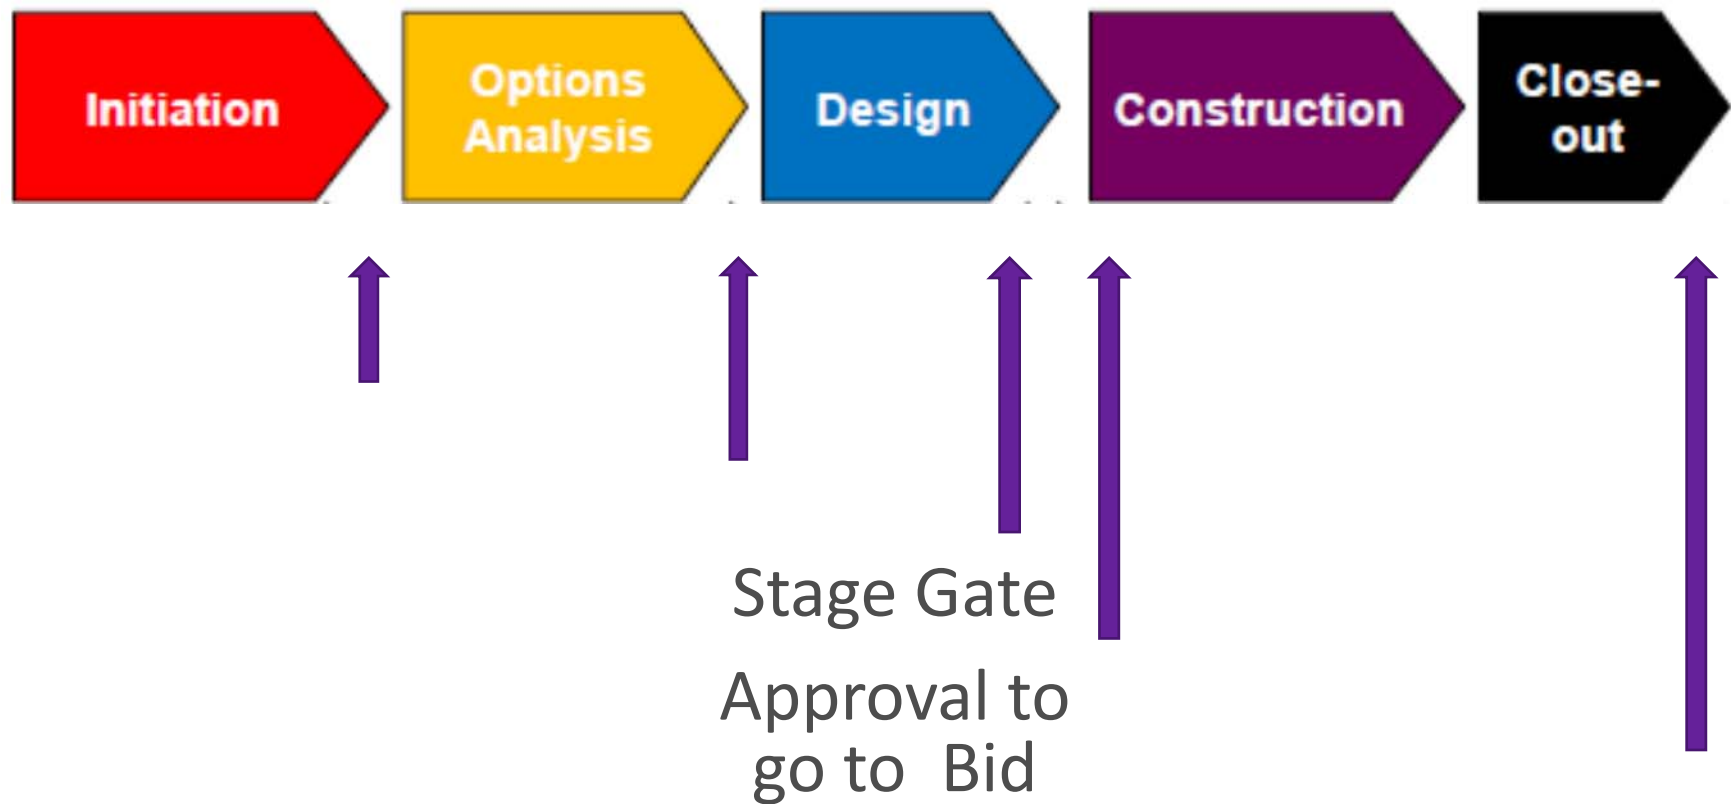 Initiation
Options
Analysis
Design
Construction
Close-
out
Stage Gate
Approval to
go to  Bid